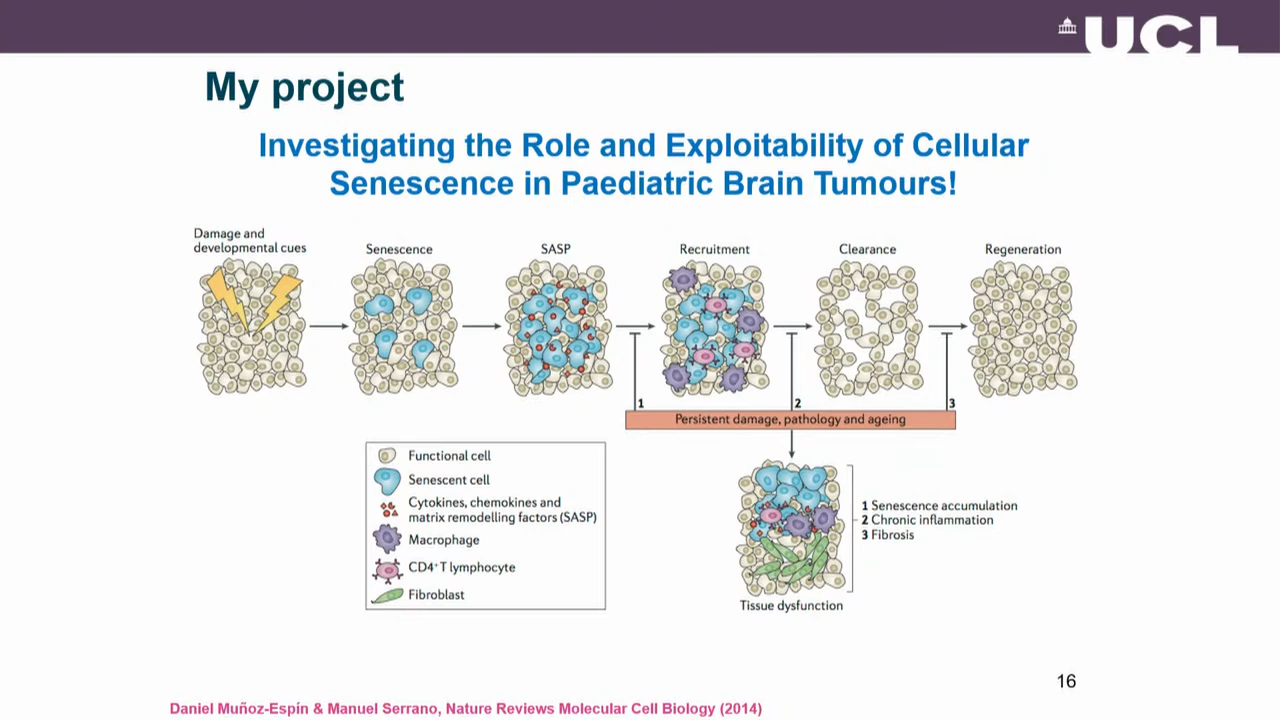 UCL
My project
Investigating the Role and Exploitability of Cellular
Senescence in Paediatric Brain Tumours!
Damage and
developmental cues
Senescence
SASP
Recruitment
Clearance
Regeneration
1
2
3
Persistent damage, pathology and ageing
Functional cell
Senescent cell
Cytokines, chemokines and
matrix remodelling factors (SASP)
Macrophage
CD4⁺ T lymphocyte
Fibroblast
1 Senescence accumulation
2 Chronic inflammation
3 Fibrosis
Tissue dysfunction
16
Daniel Muñoz-Espín & Manuel Serrano, Nature Reviews Molecular Cell Biology (2014)